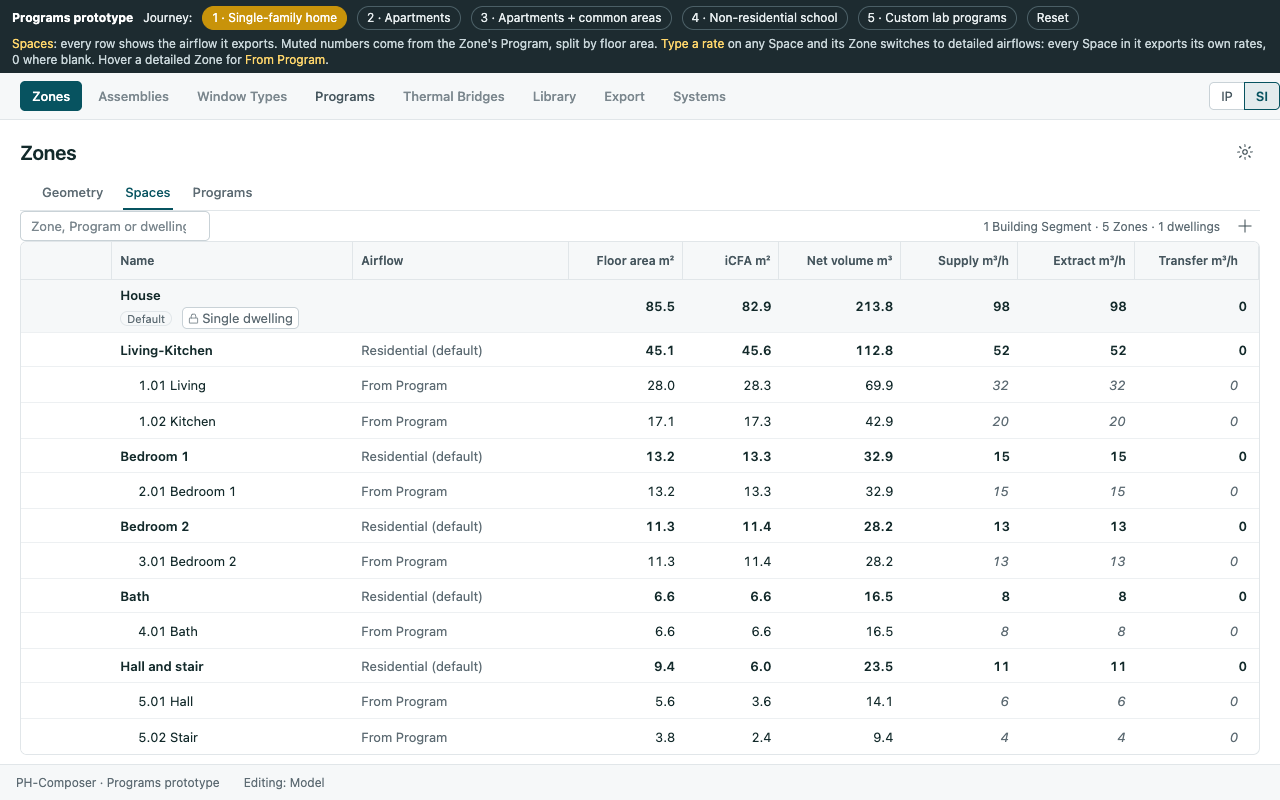 Programs prototype Journey: 1 · Single-family home 2 · Apartments 3 · Apartments + common areas 4 · Non-residential school 5 · Custom lab programs Reset
Spaces: every row shows the airflow it exports. Muted numbers come from the Zone's Program, split by floor area. Type a rate on any Space and its Zone switches to detailed airflows: every Space in it exports its own rates,
0 where blank. Hover a detailed Zone for From Program.
Zones Assemblies Window Types Programs Thermal Bridges Library Export Systems IP SI
Zones
Geometry Spaces Programs
Zone, Program or dwelling 1 Building Segment · 5 Zones · 1 dwellings
Name Airflow Floor area m² iCFA m² Net volume m³ Supply m³/h Extract m³/h Transfer m³/h
House 85.5 82.9 213.8 98 98 0
Default Single dwelling
Living-Kitchen Residential (default) 45.1 45.6 112.8 52 52 0
1.01 Living From Program 28.0 28.3 69.9 32 32 0
1.02 Kitchen From Program 17.1 17.3 42.9 20 20 0
Bedroom 1 Residential (default) 13.2 13.3 32.9 15 15 0
2.01 Bedroom 1 From Program 13.2 13.3 32.9 15 15 0
Bedroom 2 Residential (default) 11.3 11.4 28.2 13 13 0
3.01 Bedroom 2 From Program 11.3 11.4 28.2 13 13 0
Bath Residential (default) 6.6 6.6 16.5 8 8 0
4.01 Bath From Program 6.6 6.6 16.5 8 8 0
Hall and stair Residential (default) 9.4 6.0 23.5 11 11 0
5.01 Hall From Program 5.6 3.6 14.1 6 6 0
5.02 Stair From Program 3.8 2.4 9.4 4 4 0
PH-Composer · Programs prototype Editing: Model